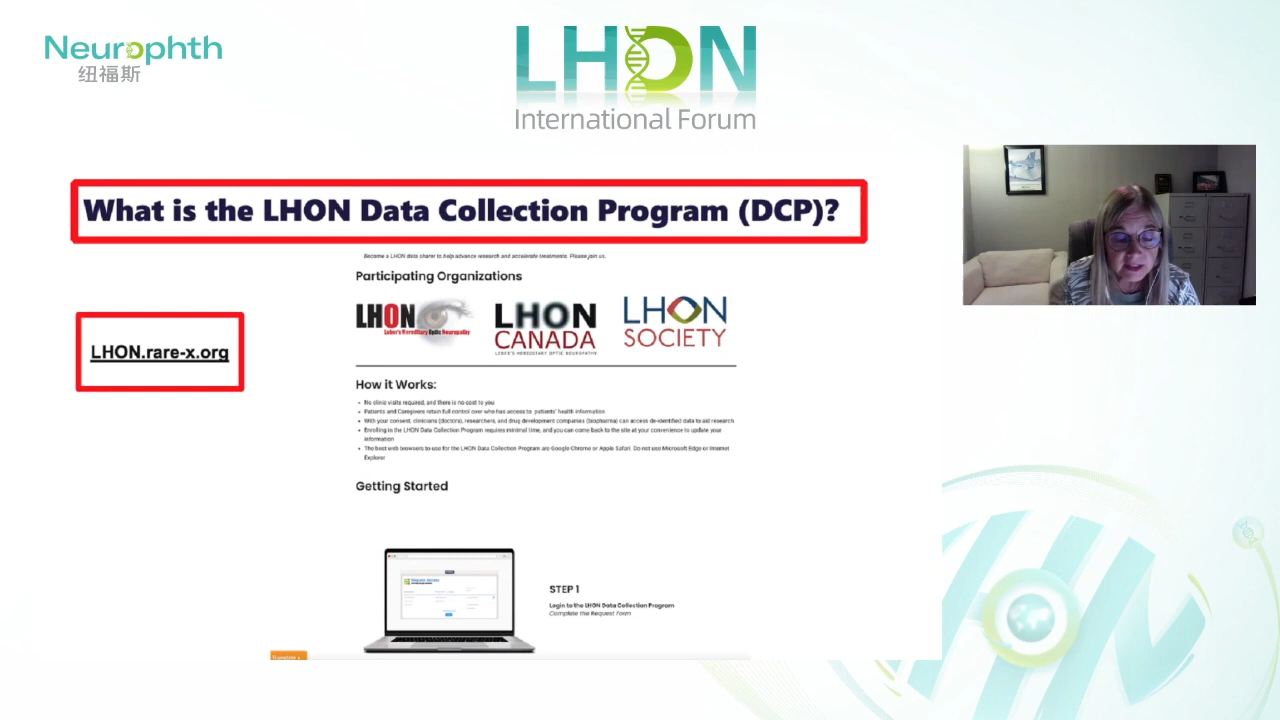 Neurophth
纽福斯
LHON
International Forum
What is the LHON Data Collection Program (DCP)?
LHON.rare-x.org
Become a LHON data sharer to help advance research and accelerate treatments. Please join us.
Participating Organizations
LHON
Leber's Hereditary Optic Neuropathy
LHON
CANADA
LEBER'S HEREDITARY OPTIC NEUROPATHY
LHON
SOCIETY
How it Works:
No clinic visits required, and there is no cost to you
Patients and Caregivers retain full control over who has access to patients' health information
With your consent, clinicians (doctors), researchers, and drug development companies (biopharma) can access de-identified data to aid research
Enrolling in the LHON Data Collection Program requires minimal time, and you can come back to the site at your convenience to update your
information
The best web browsers to use for the LHON Data Collection Program are Google Chrome or Apple Safari. Do not use Microsoft Edge or Internet
Explorer
Getting Started
Request Access
STEP 1
Login to the LHON Data Collection Program
Complete the Request Form
Translate »